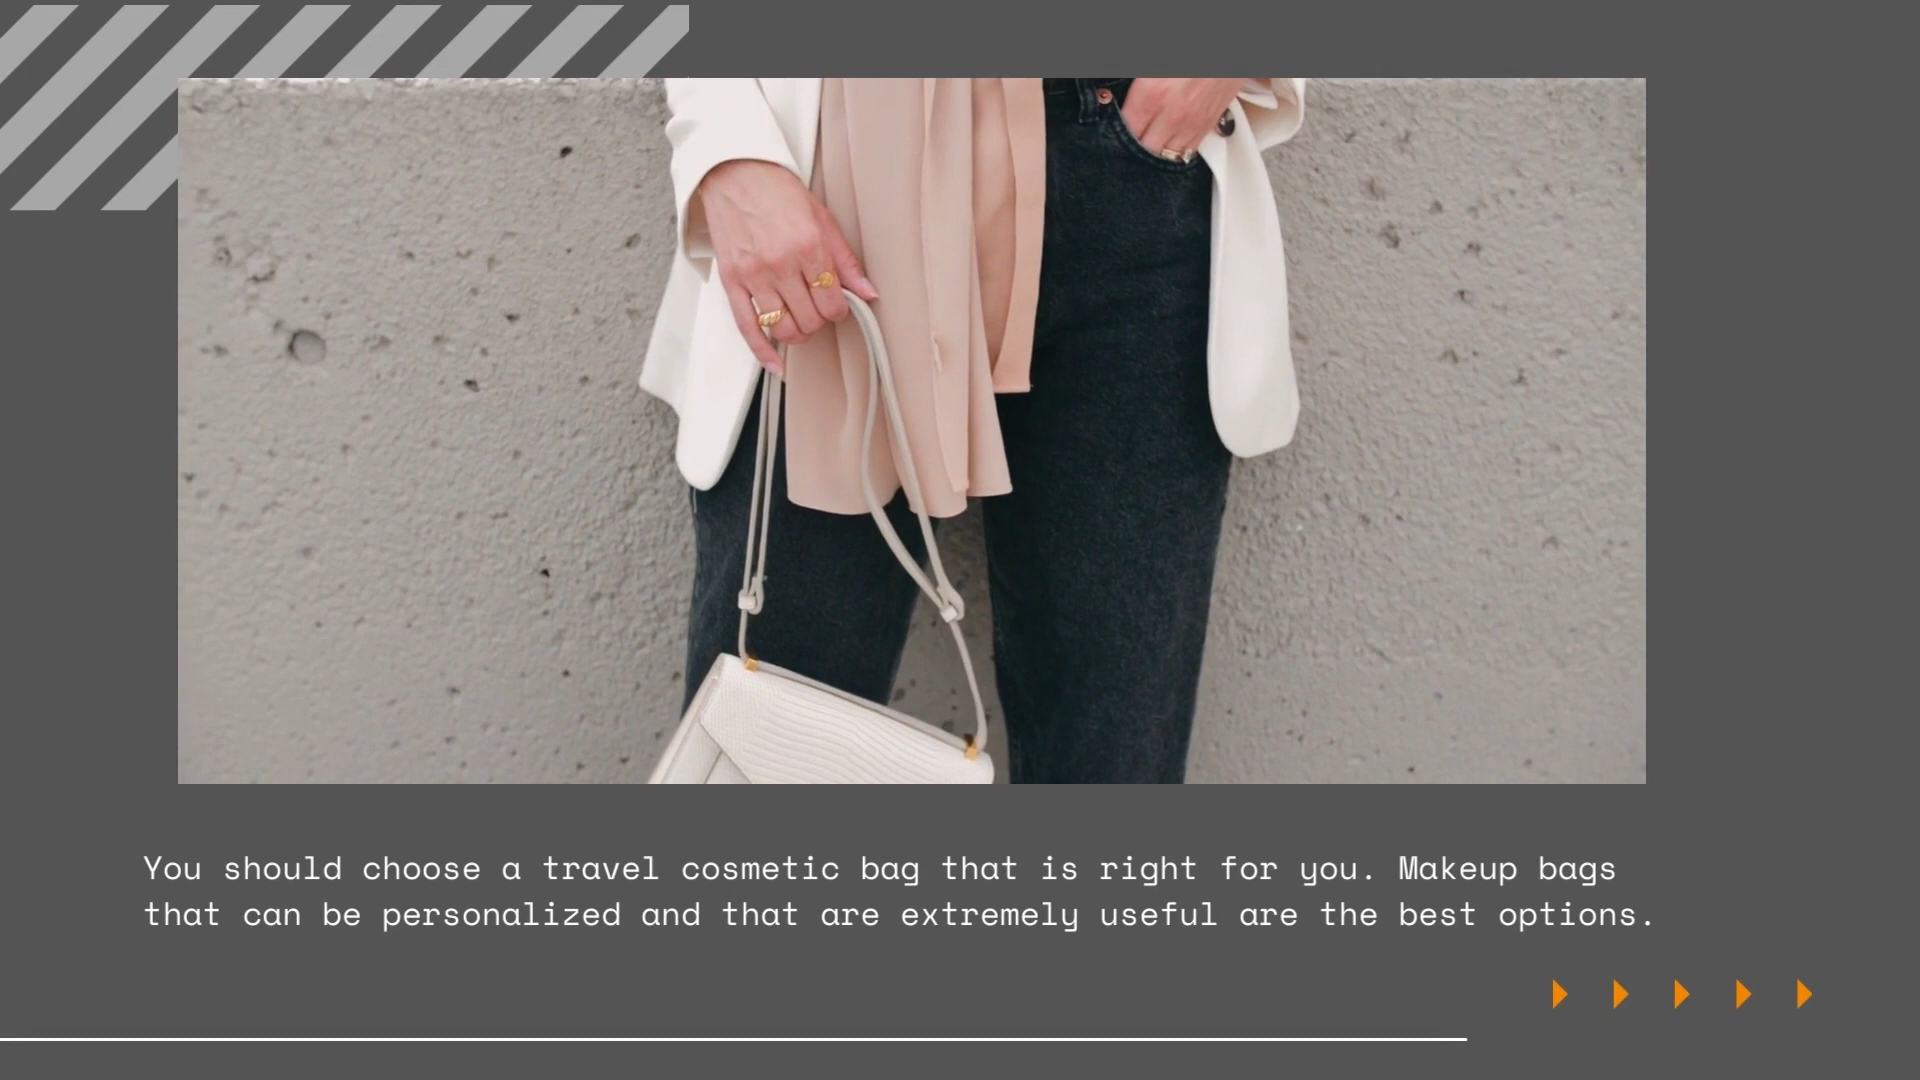 You should choose a travel cosmetic bag that is right for you. Makeup bags
that can be personalized and that are extremely useful are the best options.